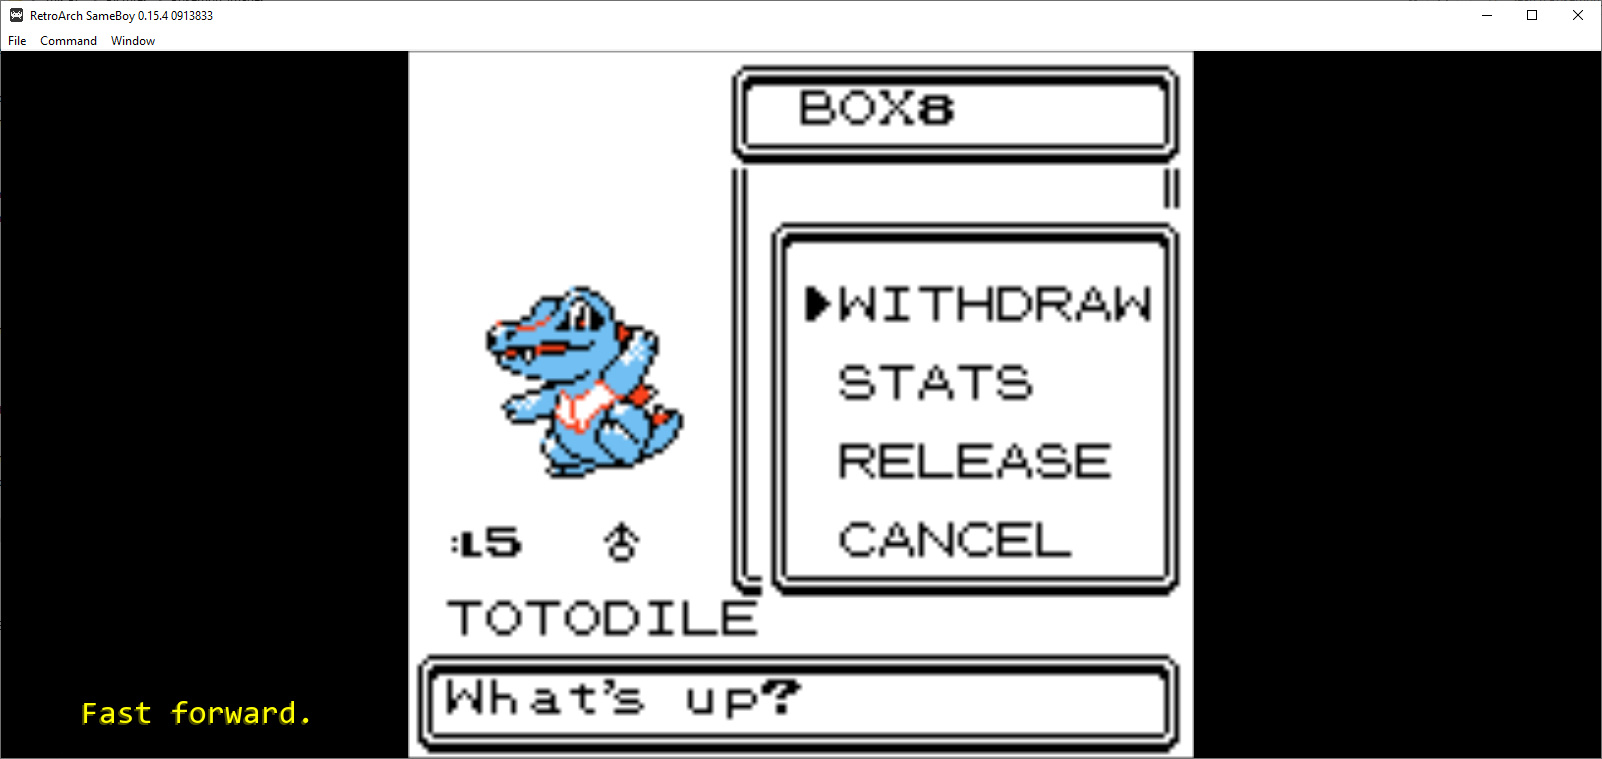 RetroArch SameBoy 0.15.4 0913833
File Command Window
BOX8
▶WITHDRAW
STATS
RELEASE
CANCEL
:L5 ♂
TOTODILE
What's up?
Fast forward.